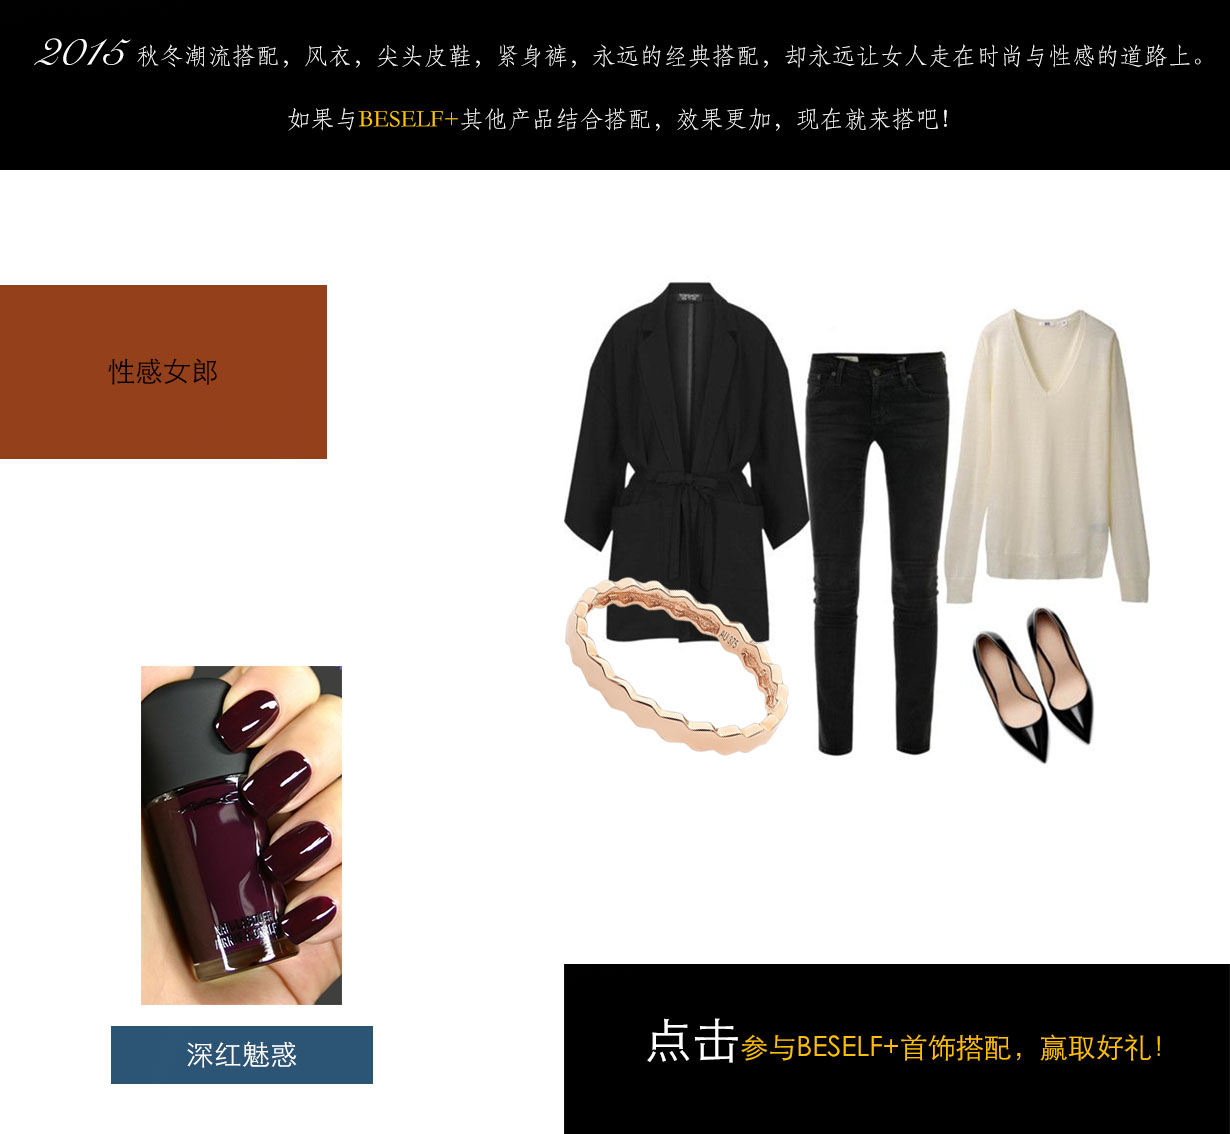 2015 秋冬潮流搭配，风衣，尖头皮鞋，紧身裤，永远的经典搭配，却永远让女人走在时尚与性感的道路上。
如果与BESELF+其他产品结合搭配，效果更加，现在就来搭吧！
性感女郎
TOPSHOP
AU375
深红魅惑
点击参与BESELF+首饰搭配，赢取好礼！